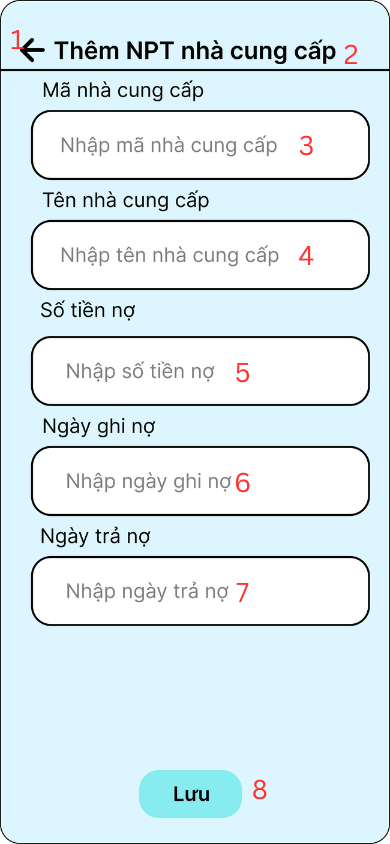 1 Thêm NPT nhà cung cấp 2
Mã nhà cung cấp
Nhập mã nhà cung cấp 3
Tên nhà cung cấp
Nhập tên nhà cung cấp 4
Số tiền nợ
Nhập số tiền nợ 5
Ngày ghi nợ
Nhập ngày ghi nợ 6
Ngày trả nợ
Nhập ngày trả nợ 7
Lưu 8